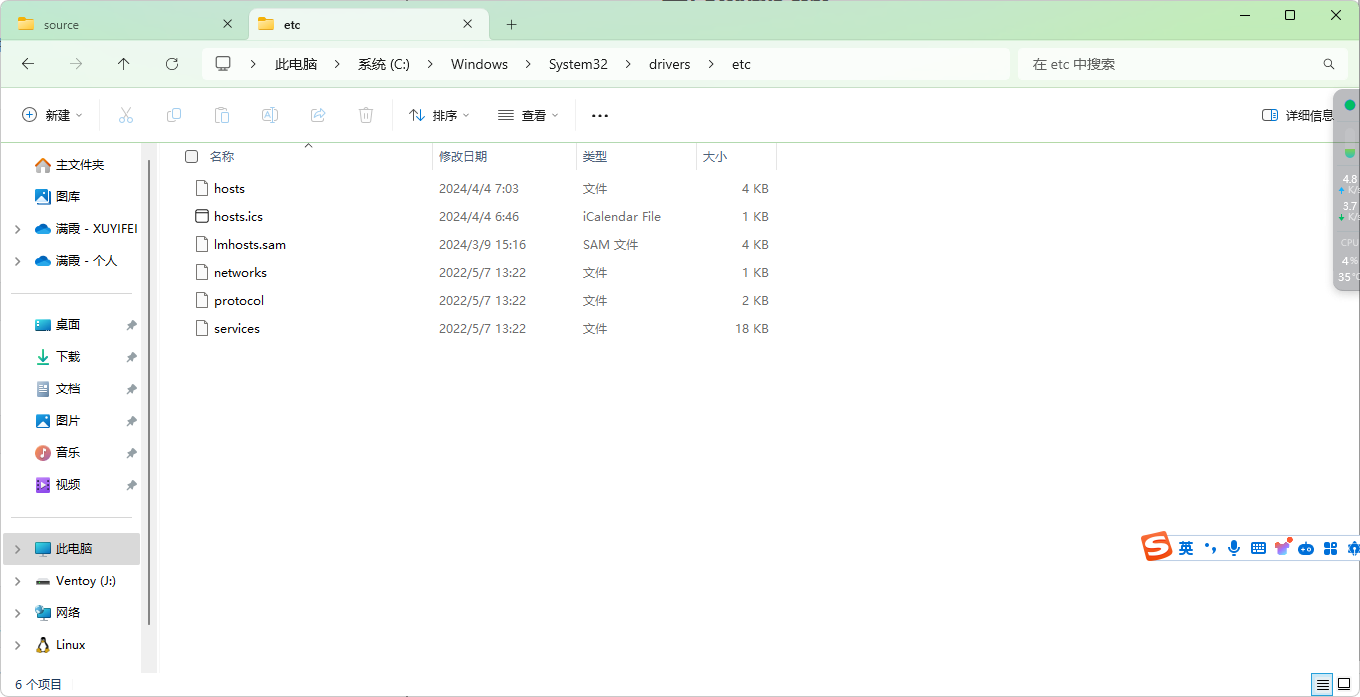 source
etc
此电脑 系统 (C:) Windows System32 drivers etc
在 etc 中搜索
新建 排序 查看 详细信息
名称 修改日期 类型 大小
hosts 2024/4/4 7:03 文件 4 KB
hosts.ics 2024/4/4 6:46 iCalendar File 1 KB
lmhosts.sam 2024/3/9 15:16 SAM 文件 4 KB
networks 2022/5/7 13:22 文件 1 KB
protocol 2022/5/7 13:22 文件 2 KB
services 2022/5/7 13:22 文件 18 KB
主文件夹
图库
满霞 - XUYIFEI
满霞 - 个人
桌面
下载
文档
图片
音乐
视频
此电脑
Ventoy (J:)
网络
Linux
6 个项目
4.8
K/s
3.7
K/s
CPU
4%
35°C
英